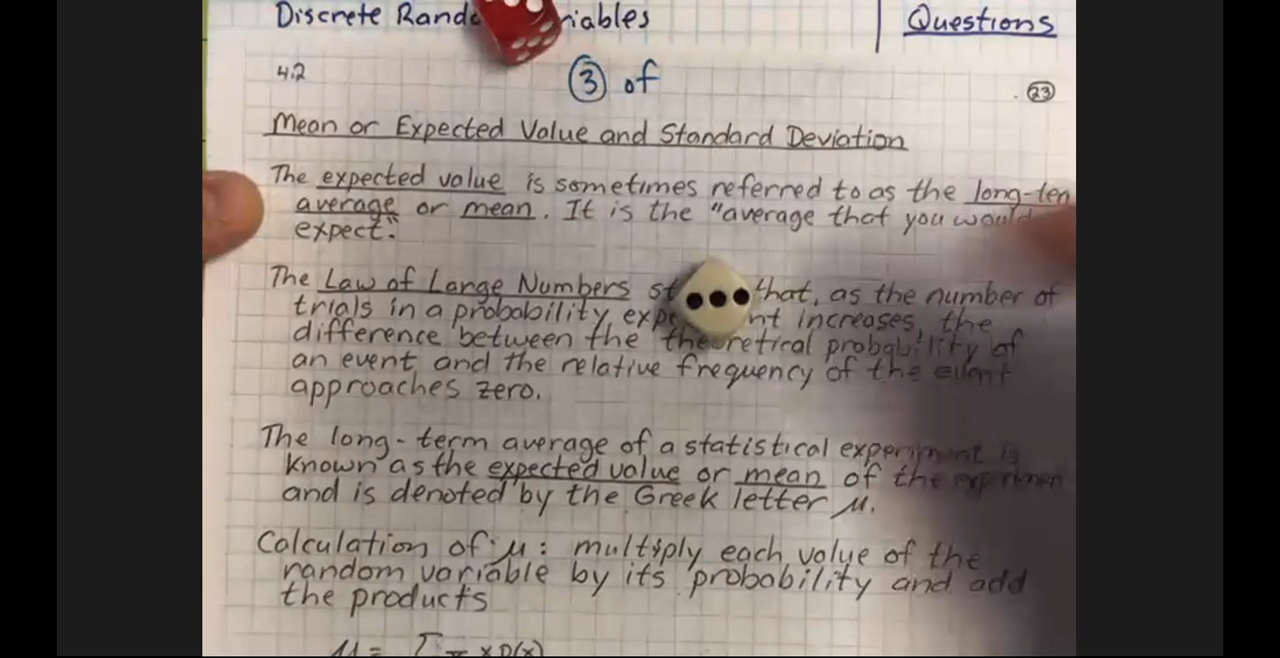 Discrete Rand riables
Questions
4.2
3 of
23
Mean or Expected Value and Standard Deviation
The expected value is sometimes referred to as the long-ten
average or mean. It is the "average that you would
expect."
The Law of Large Numbers st that, as the number of
trials in a probability expe nt increases, the
difference between the theoretical probability of
an event and the relative frequency of the event
approaches zero.
The long-term average of a statistical experiment is
known as the expected value or mean of the experimen
and is denoted by the Greek letter μ.
Calculation of μ: multiply each value of the
random variable by its probability and add
the products
μ = Σ x P(x)